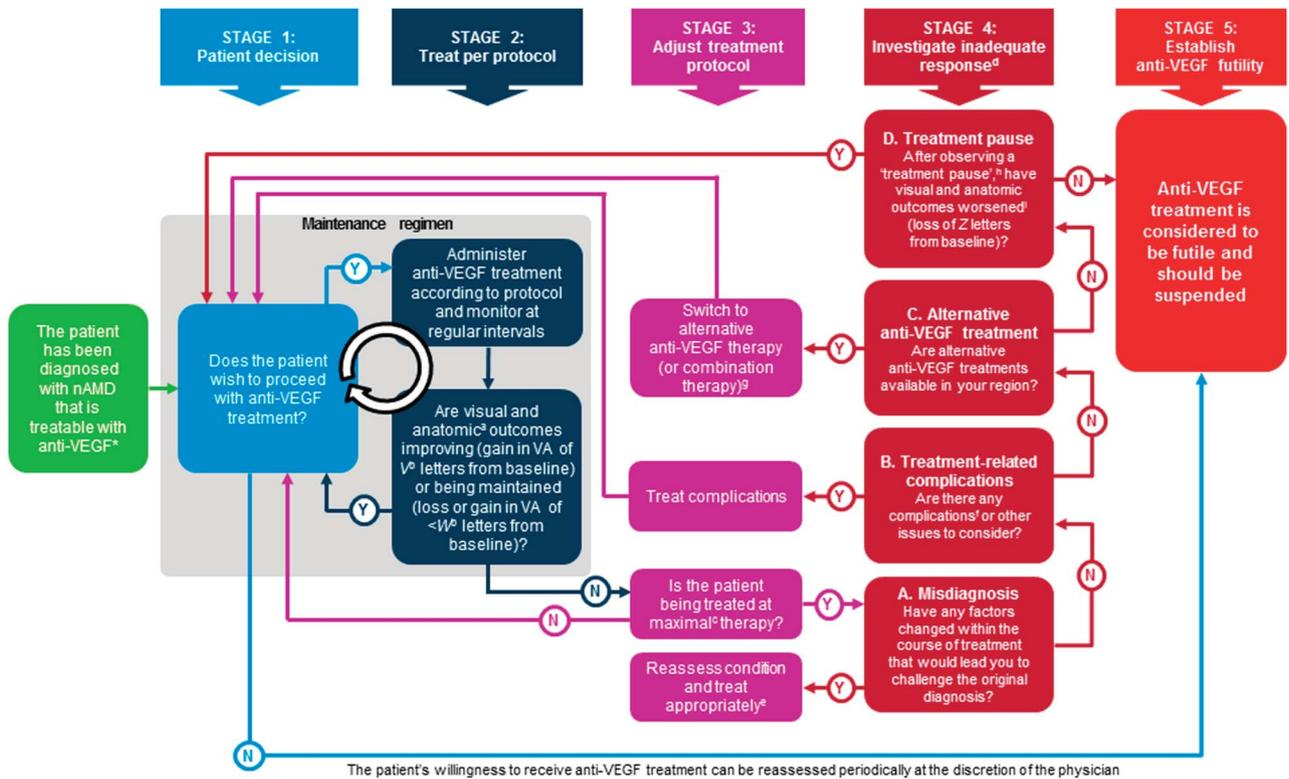 STAGE 1:
Patient decision
STAGE 2:
Treat per protocol
STAGE 3:
Adjust treatment
protocol
STAGE 4:
Investigate inadequate
responseᵈ
STAGE 5:
Establish
anti-VEGF futility
The patient
has been
diagnosed
with nAMD
that is
treatable with
anti-VEGF*
Maintenance regimen
Does the patient
wish to proceed
with anti-VEGF
treatment?
Y
N
Administer
anti-VEGF treatment
according to protocol
and monitor at
regular intervals
Are visual and
anatomicᵃ outcomes
improving (gain in VA of
Vᵇ letters from baseline)
or being maintained
(loss or gain in VA of
<Wᵇ letters from
baseline)?
Y
N
Switch to
alternative
anti-VEGF therapy
(or combination
therapy)ᵍ
Treat complications
Is the patient
being treated at
maximalᶜ therapy?
N
Y
Reassess condition
and treat
appropriatelyᵉ
D. Treatment pause
After observing a
‘treatment pause’,ʰ have
visual and anatomic
outcomes worsenedⁱ
(loss of Z letters
from baseline)?
Y
N
C. Alternative
anti-VEGF treatment
Are alternative
anti-VEGF treatments
available in your region?
Y
N
B. Treatment-related
complications
Are there any
complicationsᶠ or other
issues to consider?
Y
N
A. Misdiagnosis
Have any factors
changed within the
course of treatment
that would lead you to
challenge the original
diagnosis?
Y
N
Anti-VEGF
treatment is
considered to
be futile and
should be
suspended
The patient's willingness to receive anti-VEGF treatment can be reassessed periodically at the discretion of the physician